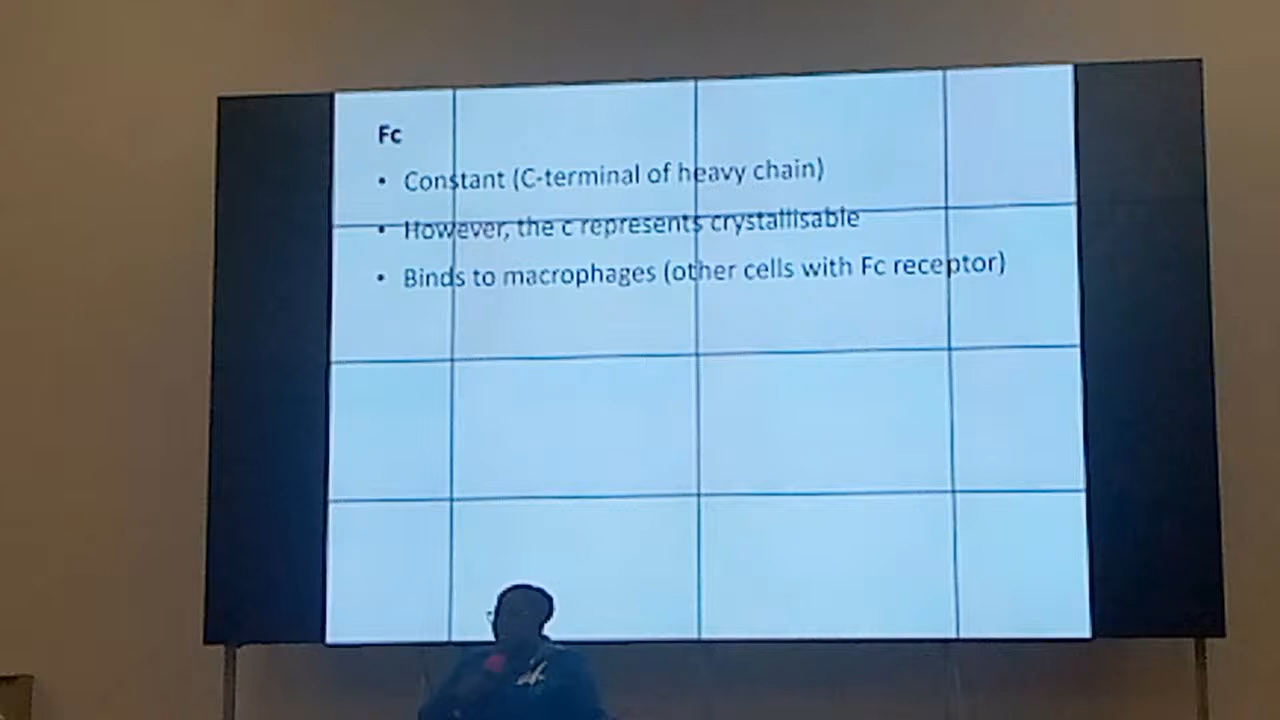 Fc
• Constant (C-terminal of heavy chain)
• However, the c represents crystallisable
• Binds to macrophages (other cells with Fc receptor)